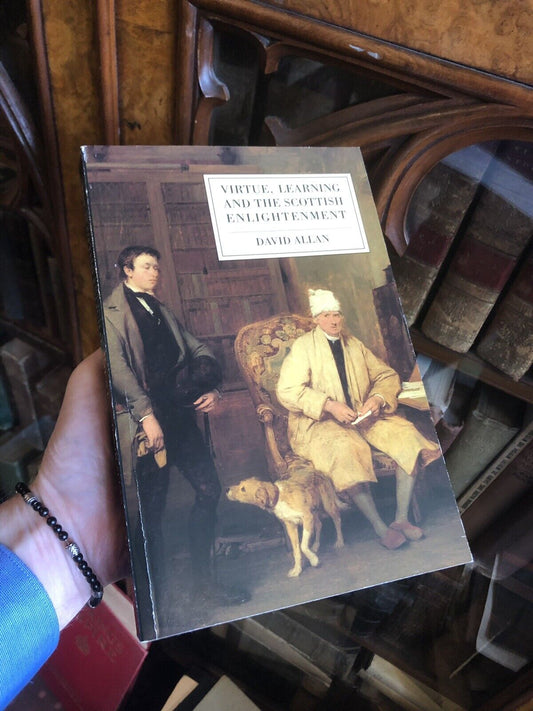 VIRTUE, LEARNING
AND THE SCOTTISH
ENLIGHTENMENT
DAVID ALLAN